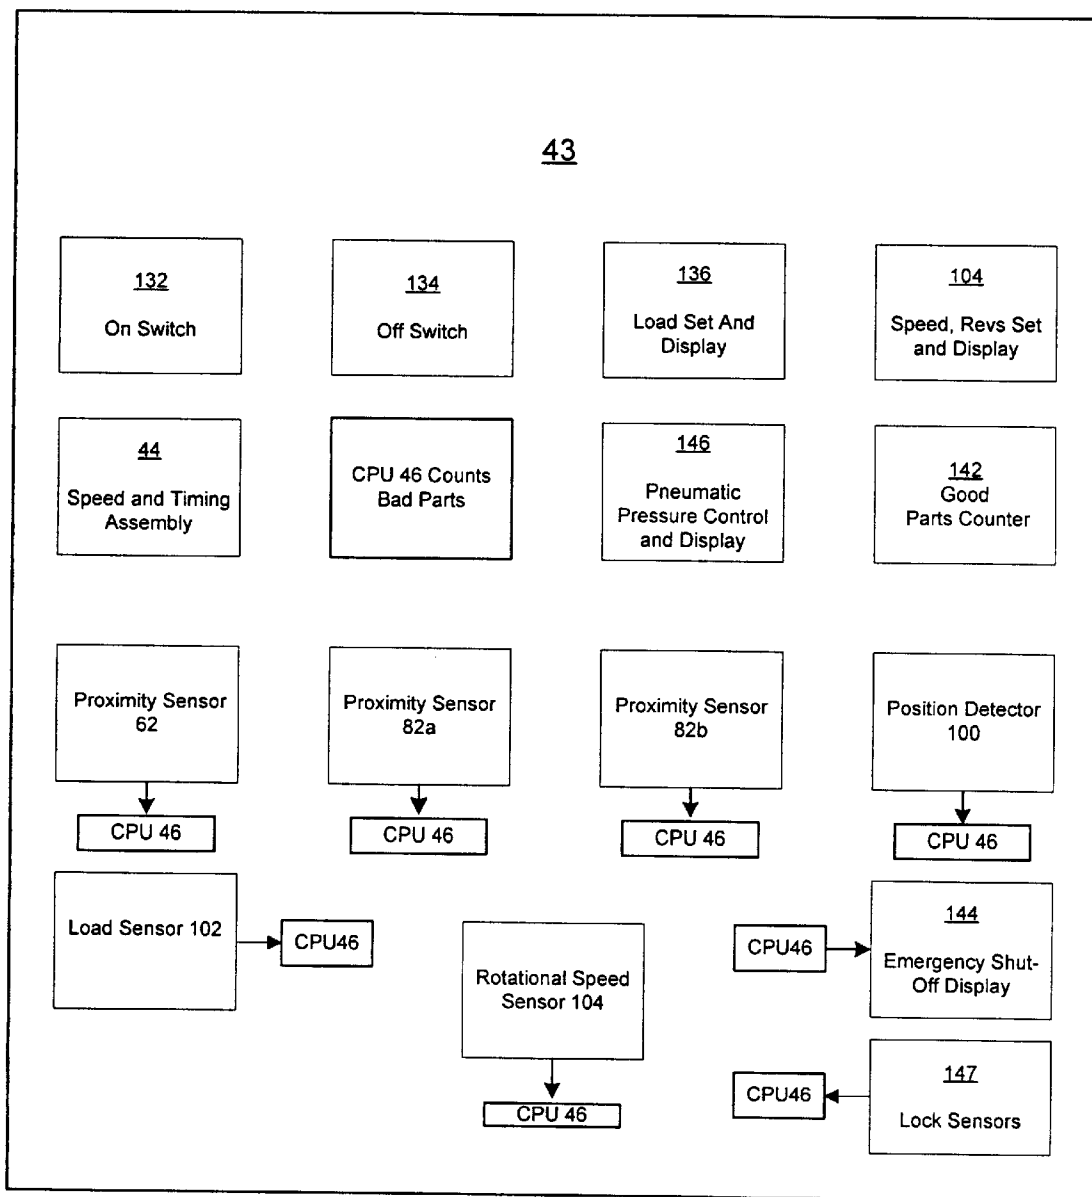 43
132
On Switch
134
Off Switch
136
Load Set And
Display
104
Speed, Revs Set
and Display
44
Speed and Timing
Assembly
CPU 46 Counts
Bad Parts
146
Pneumatic
Pressure Control
and Display
142
Good
Parts Counter
Proximity Sensor
62
CPU 46
Proximity Sensor
82a
CPU 46
Proximity Sensor
82b
CPU 46
Position Detector
100
CPU 46
Load Sensor 102
CPU46
Rotational Speed
Sensor 104
CPU 46
CPU46
144
Emergency Shut-
Off Display
CPU46
147
Lock Sensors